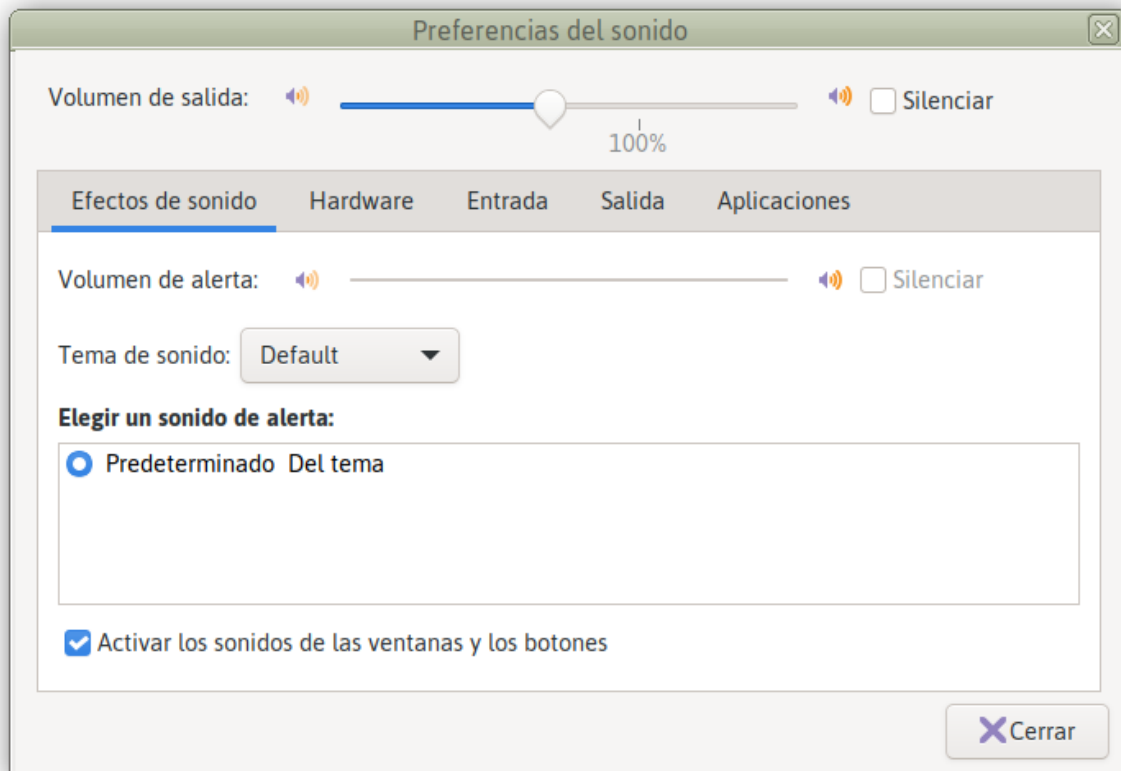 Preferencias del sonido
Volumen de salida: Silenciar
100%
Efectos de sonido Hardware Entrada Salida Aplicaciones
Volumen de alerta: Silenciar
Tema de sonido: Default
Elegir un sonido de alerta:
Predeterminado Del tema
Activar los sonidos de las ventanas y los botones
Cerrar